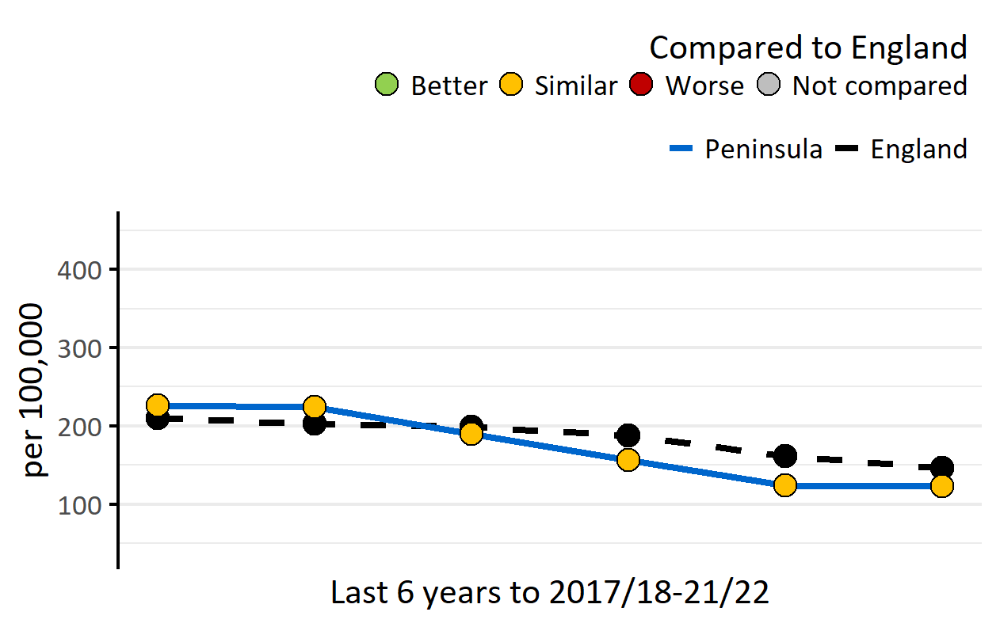 Compared to England
Better Similar Worse Not compared
Peninsula England
400
300
200
100
per 100,000
Last 6 years to 2017/18-21/22